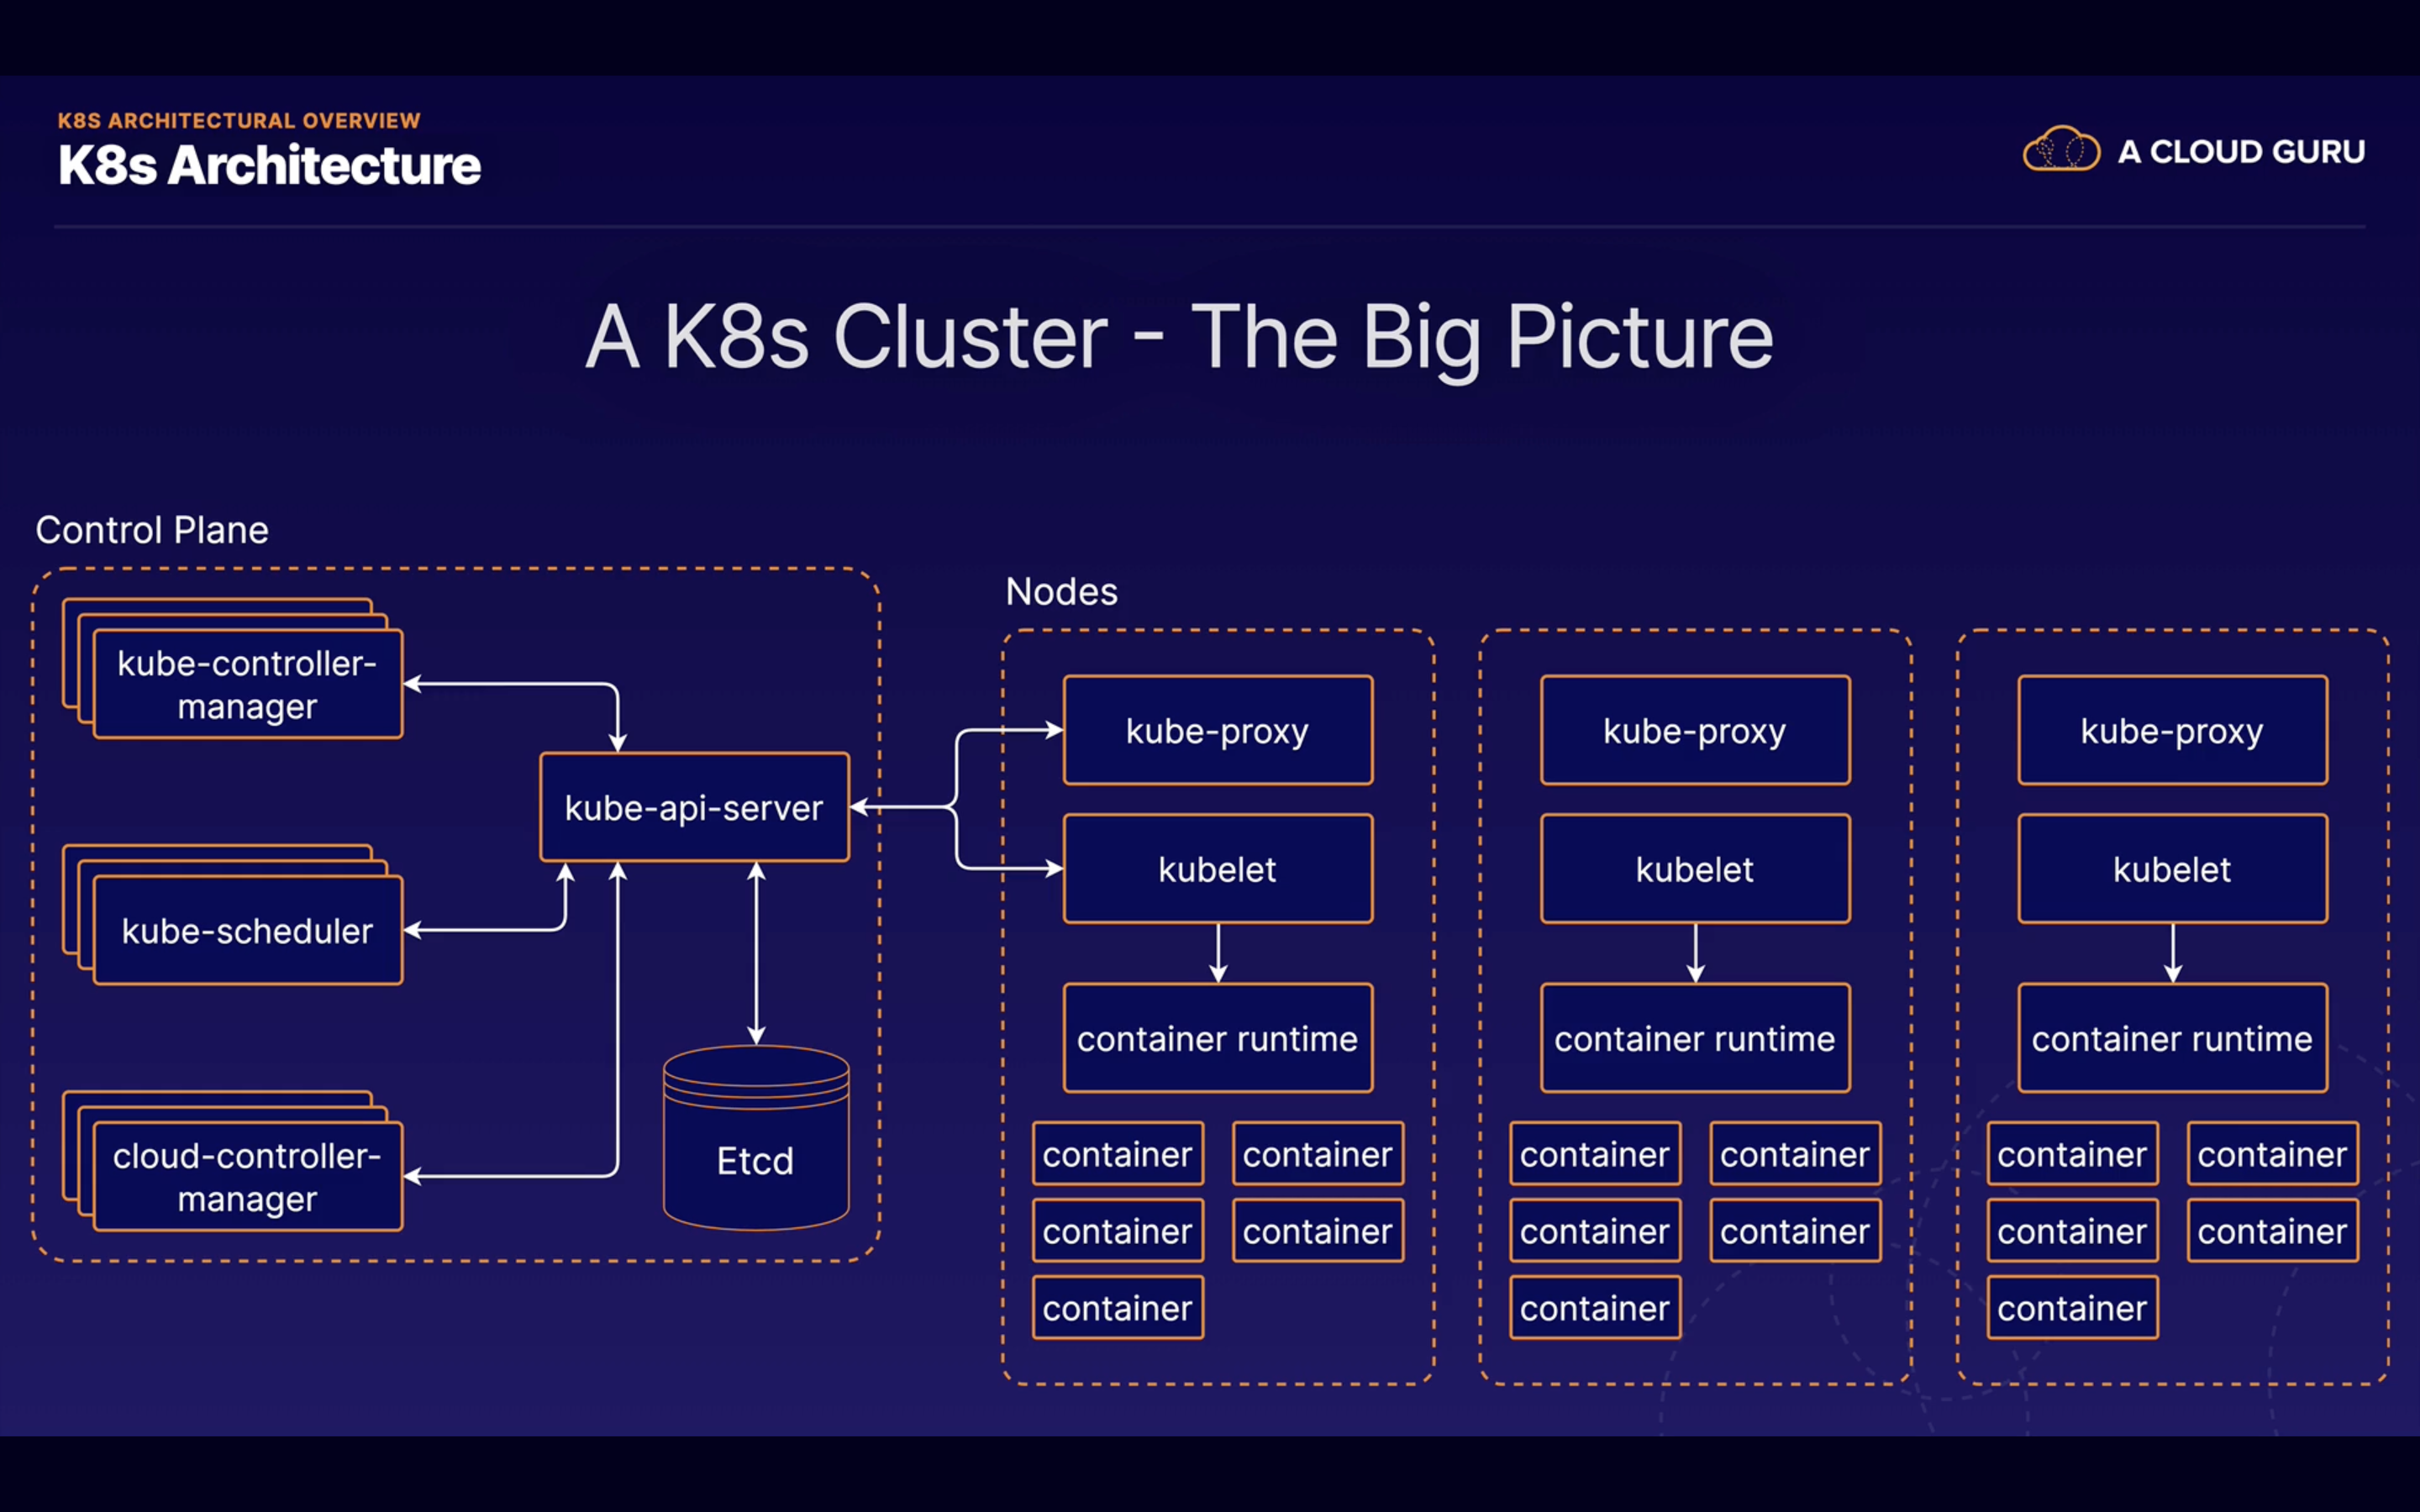 K8S ARCHITECTURAL OVERVIEW
K8s Architecture
A CLOUD GURU
A K8s Cluster - The Big Picture
Control Plane
kube-controller-
manager
kube-api-server
kube-scheduler
cloud-controller-
manager
Etcd
Nodes
kube-proxy
kubelet
container runtime
container
container
container
container
container
kube-proxy
kubelet
container runtime
container
container
container
container
container
kube-proxy
kubelet
container runtime
container
container
container
container
container